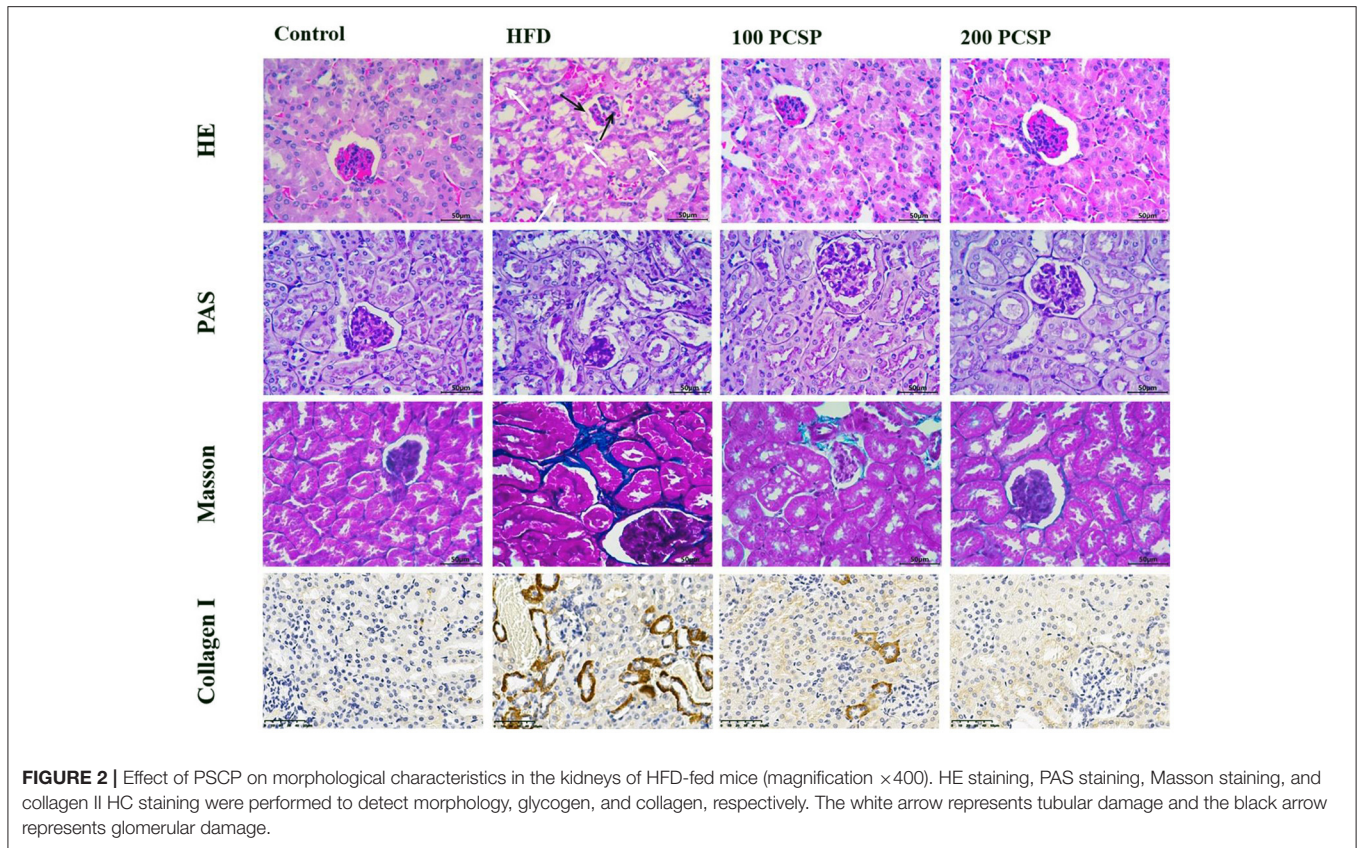 Control HFD 100 PCSP 200 PCSP
HE
50μm 50μm 50μm 50μm
PAS
50μm 50μm 50μm 50μm
Masson
50μm 50μm 50μm 50μm
Collagen I
FIGURE 2 | Effect of PSCP on morphological characteristics in the kidneys of HFD-fed mice (magnification ×400). HE staining, PAS staining, Masson staining, and
collagen II HC staining were performed to detect morphology, glycogen, and collagen, respectively. The white arrow represents tubular damage and the black arrow
represents glomerular damage.